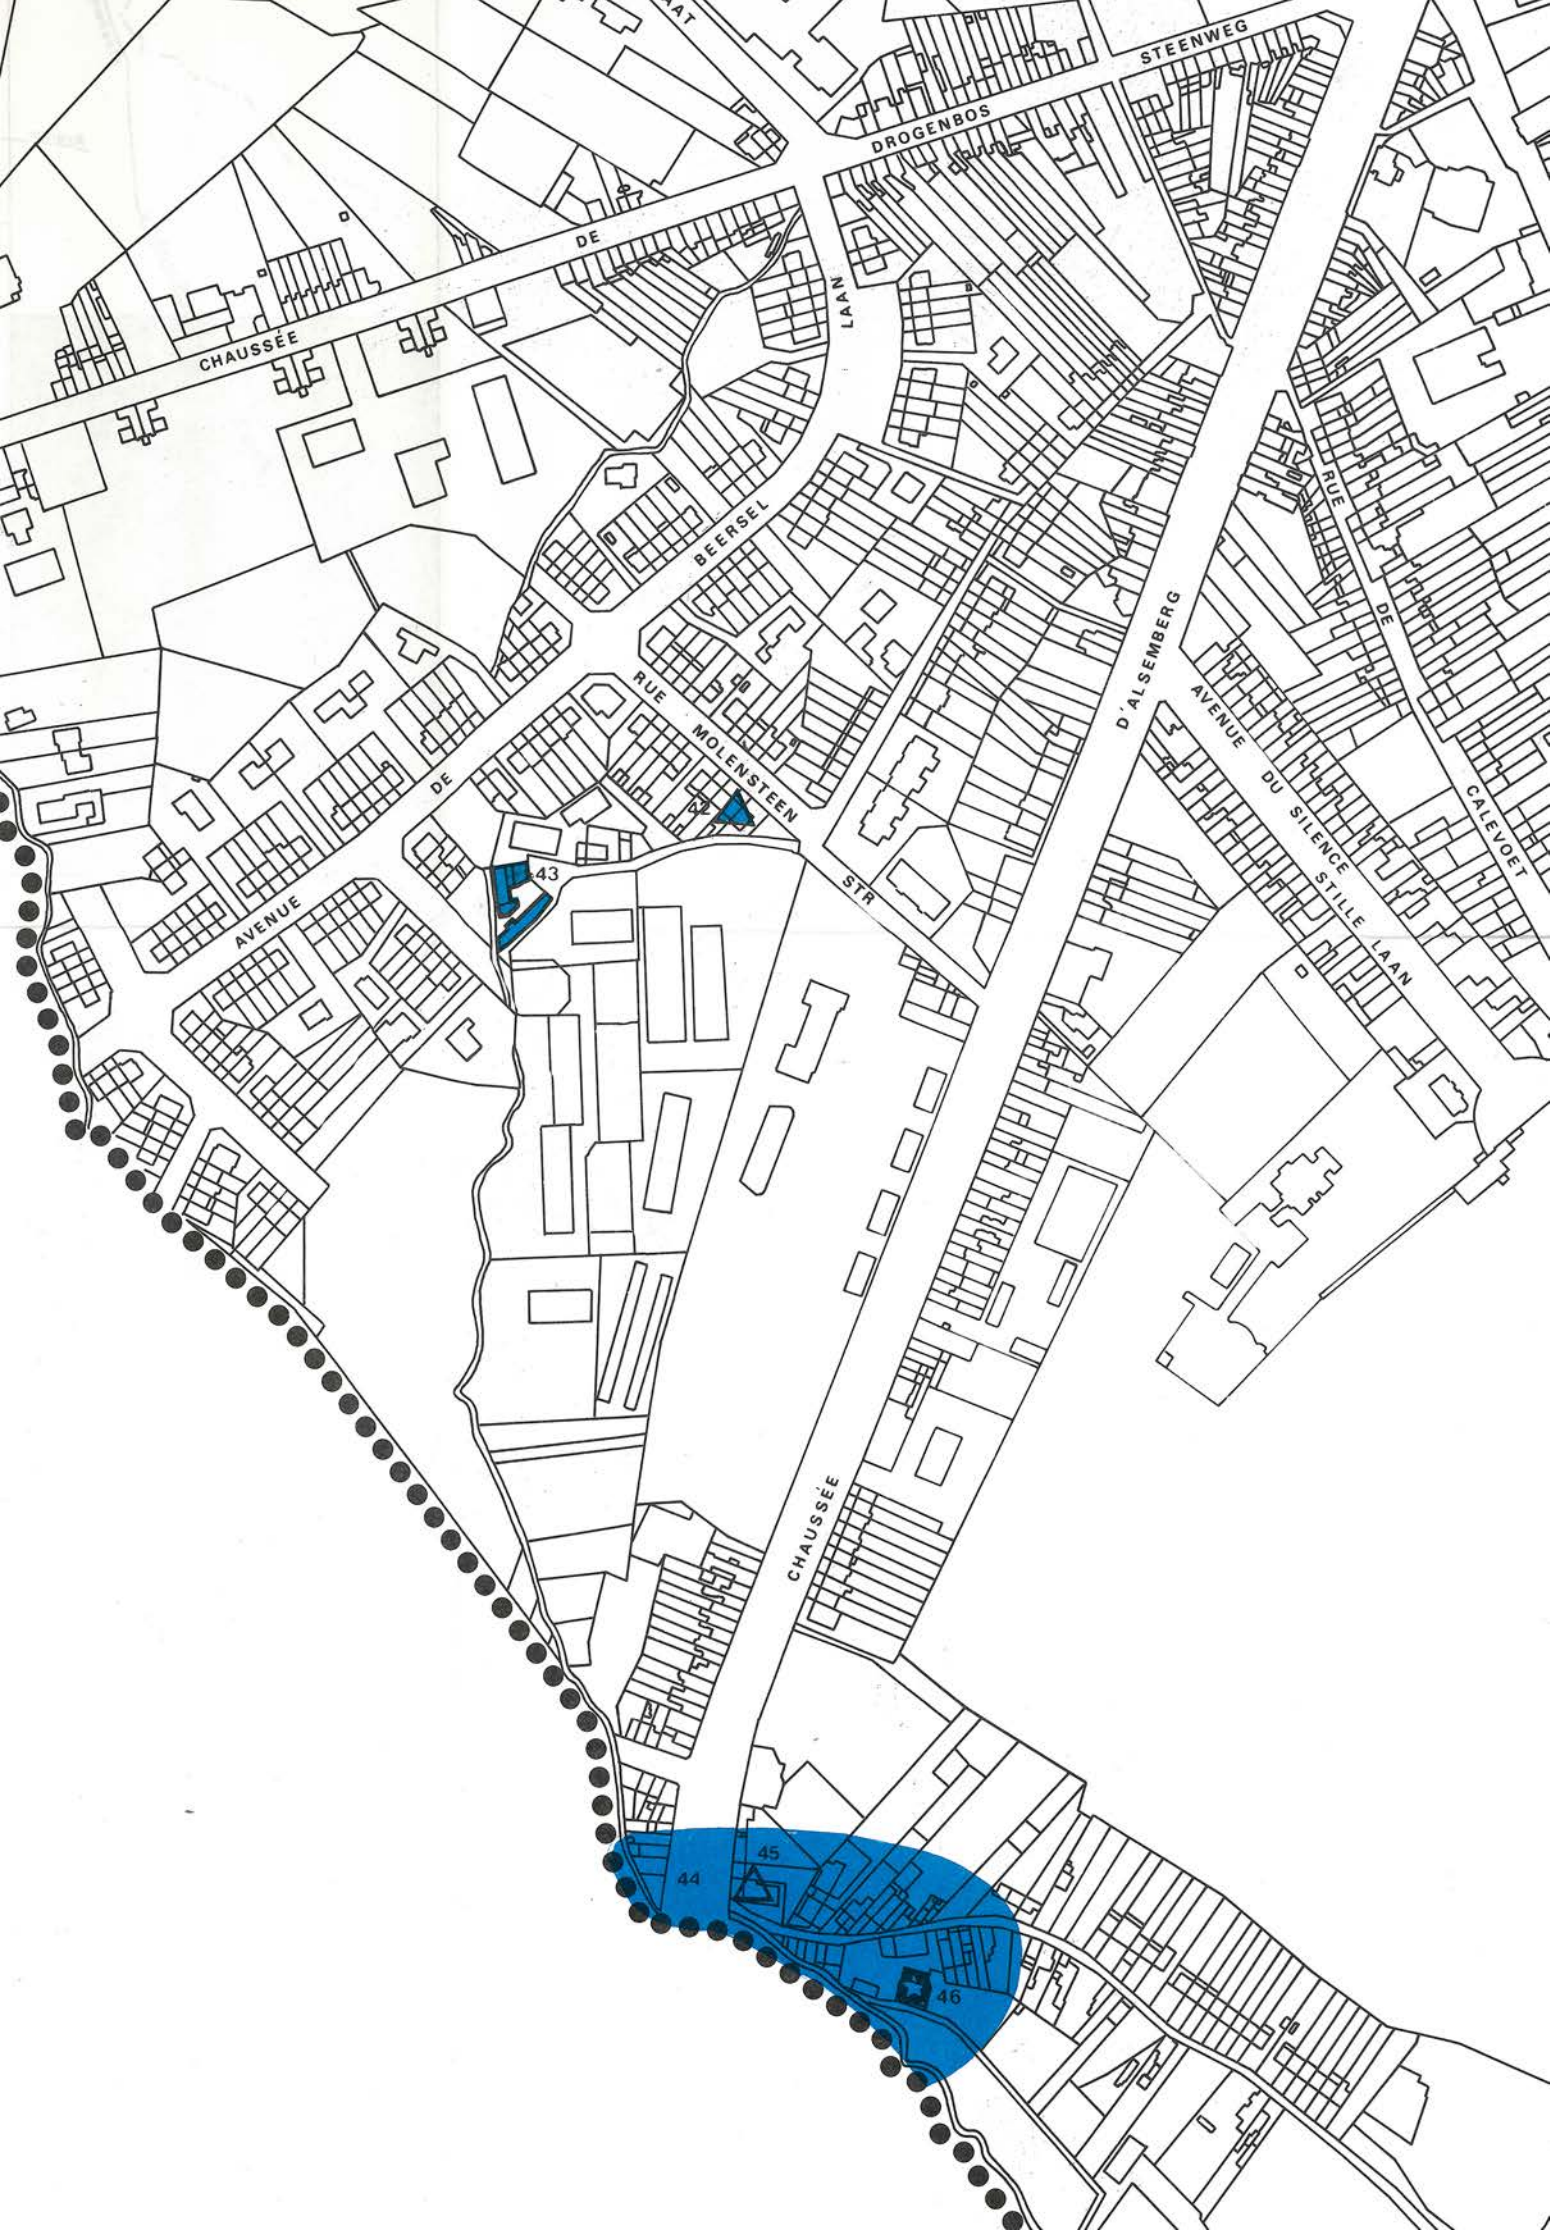 AAT
STEENWEG
DROGENBOS
DE
CHAUSSÉE
LAAN
BEERSEL
RUE
DE
CALEVOET
D'ALSEMBERG
AVENUE
DU SILENCE
STILLE LAAN
RUE
MOLENSTEEN
STR
DE
AVENUE
42
43
CHAUSSÉE
45
44
46